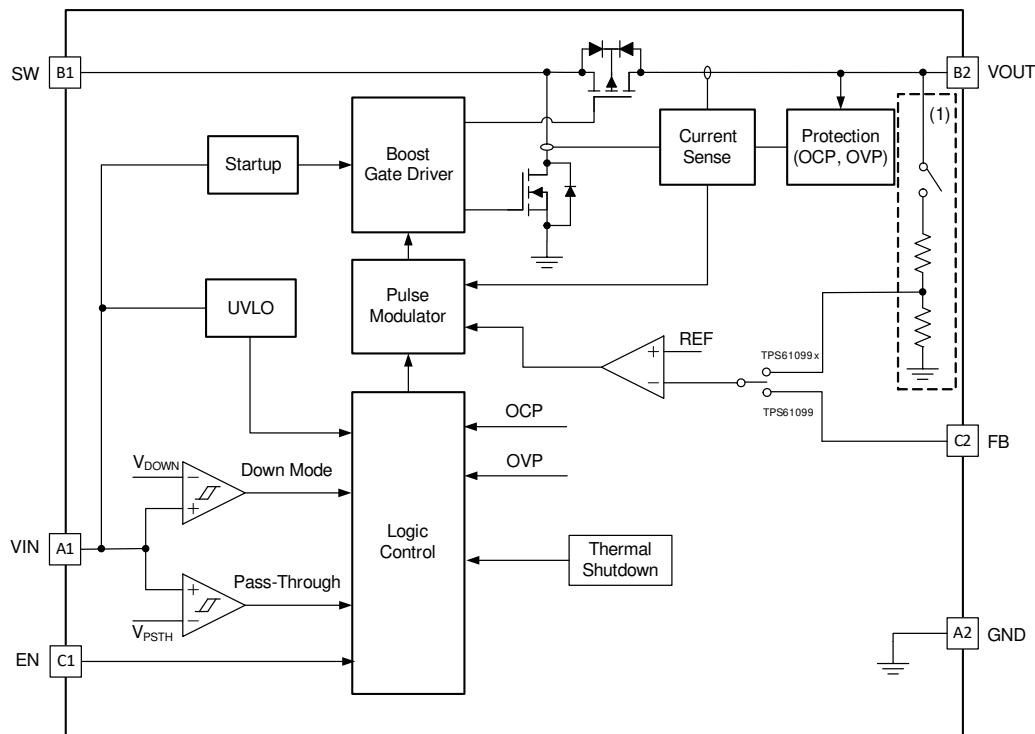 SW
B1
B2
VOUT
(1)
Startup
Boost
Gate Driver
Current
Sense
Protection
(OCP, OVP)
UVLO
Pulse
Modulator
REF
+
−
TPS61099x
TPS61099
OCP
C2
FB
OVP
VDOWN
−
+
Down Mode
VIN
A1
Logic
Control
Thermal
Shutdown
+
−
Pass-Through
VPSTH
EN
C1
A2
GND